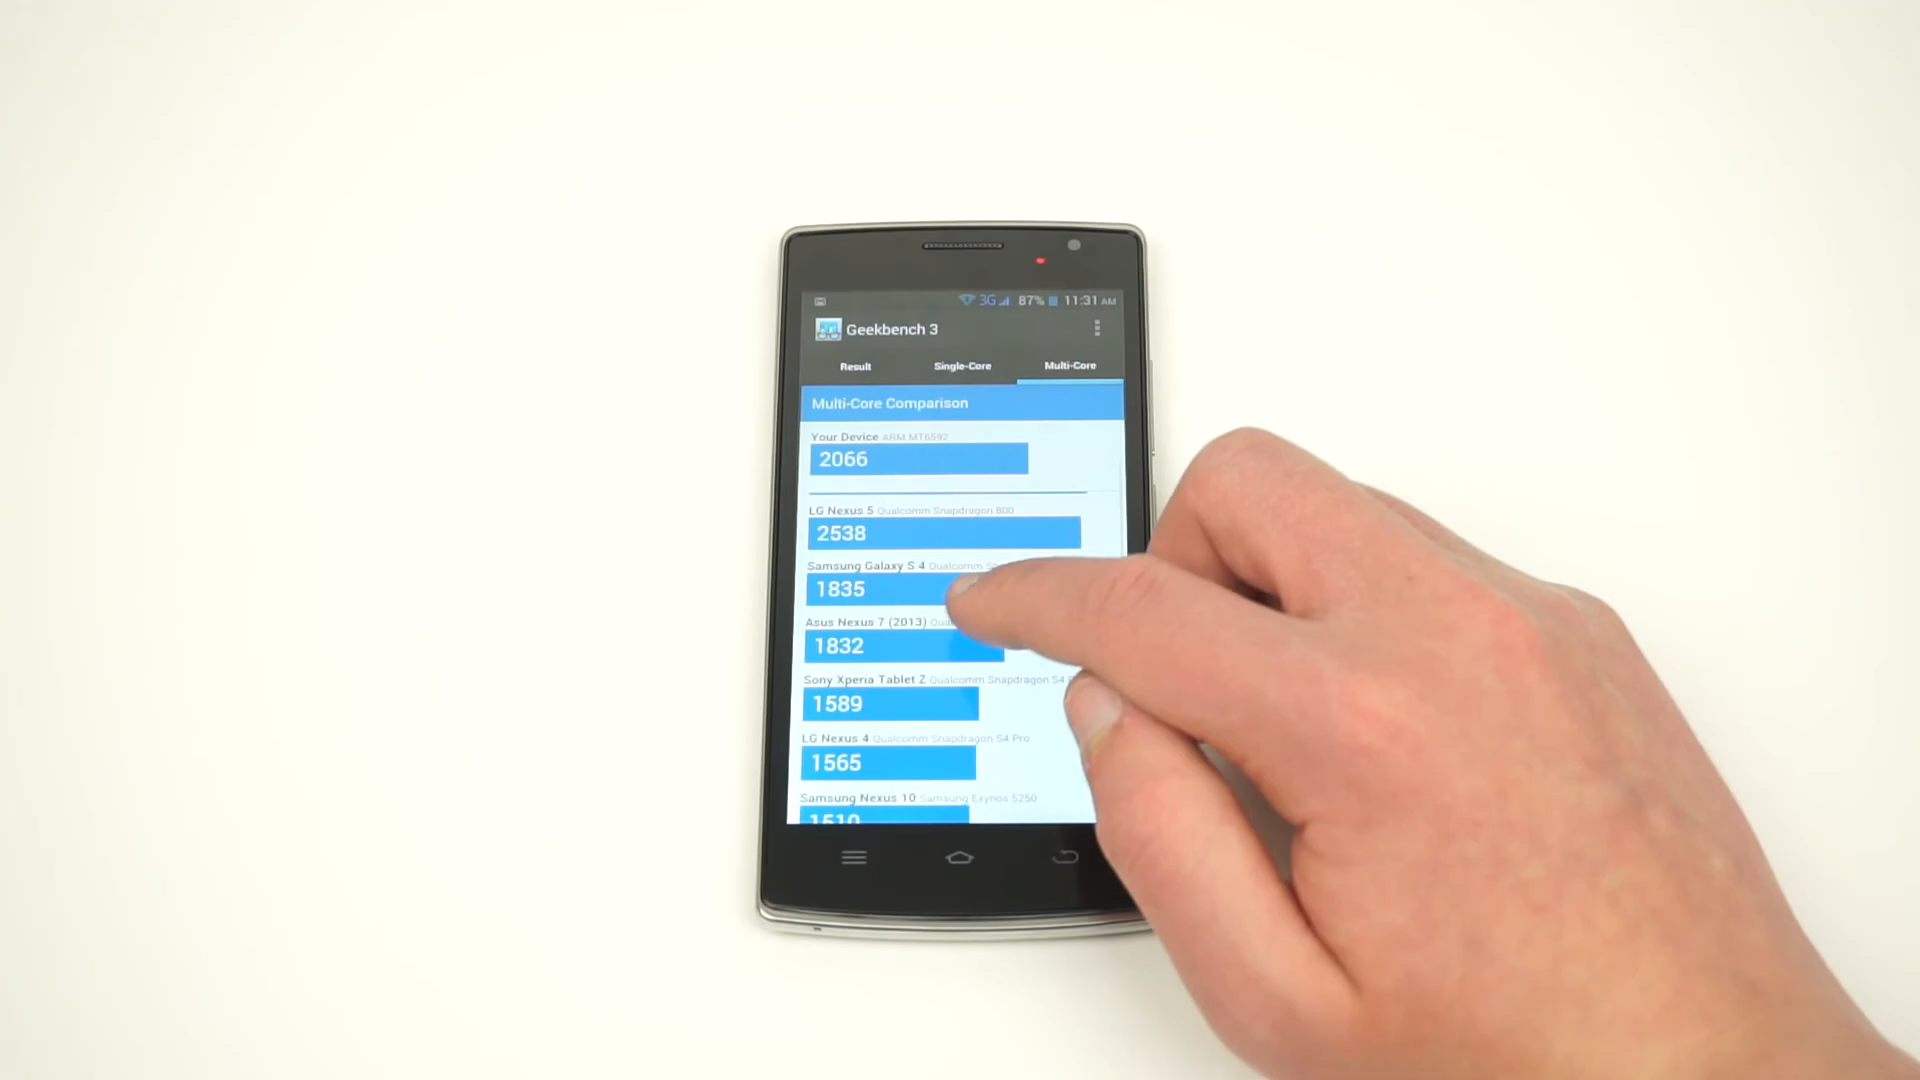 3G 87% 11:31 AM
Geekbench 3
Result Single-Core Multi-Core
Multi-Core Comparison
Your Device ARM MT6592
2066
LG Nexus 5 Qualcomm Snapdragon 800
2538
Samsung Galaxy S 4 Qualcomm
1835
Asus Nexus 7 (2013)
1832
Sony Xperia Tablet Z Qualcomm Snapdragon S4
1589
LG Nexus 4 Qualcomm Snapdragon S4 Pro
1565
Samsung Nexus 10 Samsung Exynos 5250
1510